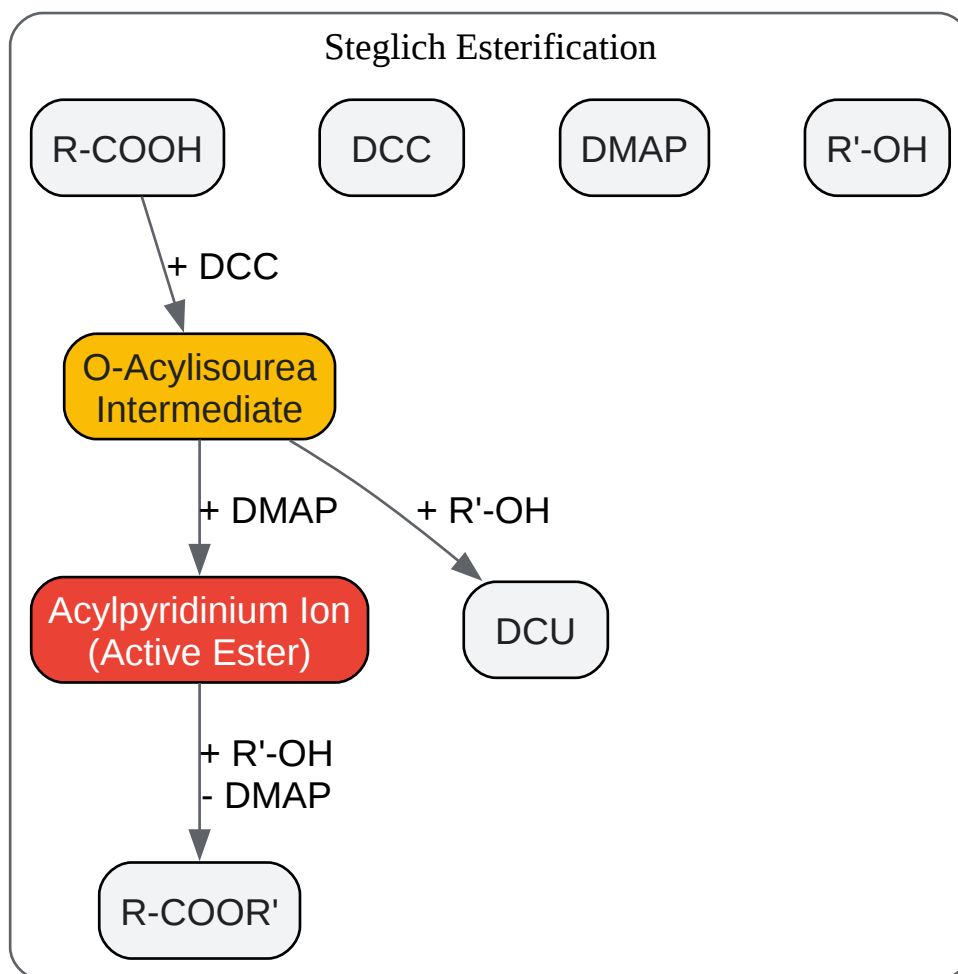 Steglich Esterification
R-COOH
DCC
DMAP
R'-OH
+ DCC
O-Acylisourea
Intermediate
+ DMAP
+ R'-OH
Acylpyridinium Ion
(Active Ester)
DCU
+ R'-OH
- DMAP
R-COOR'